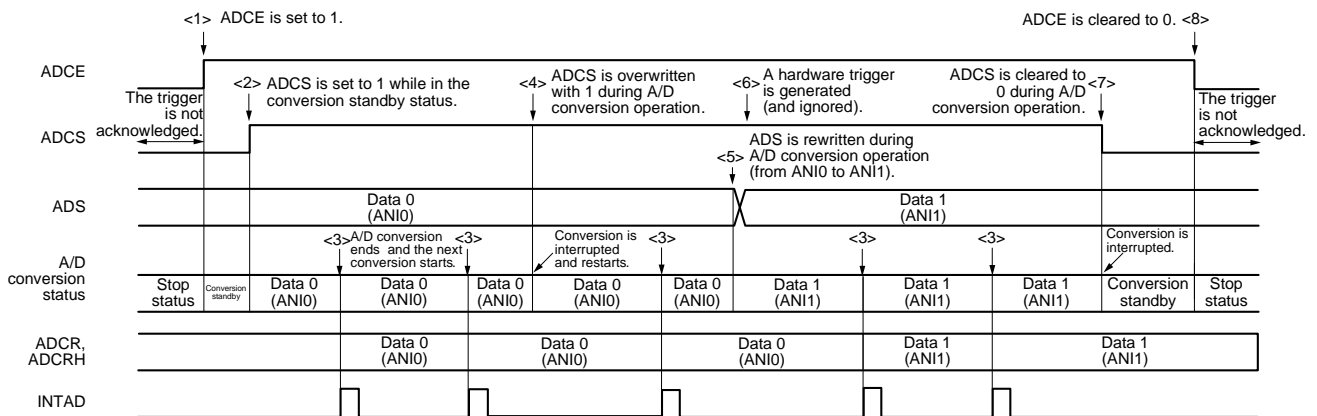 <1> ADCE is set to 1.
ADCE is cleared to 0. <8>
ADCE
The trigger
is not
acknowledged.
<2> ADCS is set to 1 while in the
conversion standby status.
<4> ADCS is overwritten
with 1 during A/D
conversion operation.
<6> A hardware trigger
is generated
(and ignored).
ADCS is cleared to
0 during A/D
conversion operation.
<7>
The trigger
is not
acknowledged.
ADCS
<5> ADS is rewritten during
A/D conversion operation
(from ANI0 to ANI1).
ADS
Data 0
(ANI0)
Data 1
(ANI1)
<3> A/D conversion
ends and the next
conversion starts.
<3>
Conversion is
interrupted
and restarts.
<3>
<3>
<3>
Conversion is
interrupted.
A/D
conversion
status
Stop
status
Conversion
standby
Data 0
(ANI0)
Data 0
(ANI0)
Data 0
(ANI0)
Data 0
(ANI0)
Data 0
(ANI0)
Data 1
(ANI1)
Data 1
(ANI1)
Data 1
(ANI1)
Conversion
standby
Stop
status
ADCR,
ADCRH
Data 0
(ANI0)
Data 0
(ANI0)
Data 0
(ANI0)
Data 1
(ANI1)
Data 1
(ANI1)
INTAD